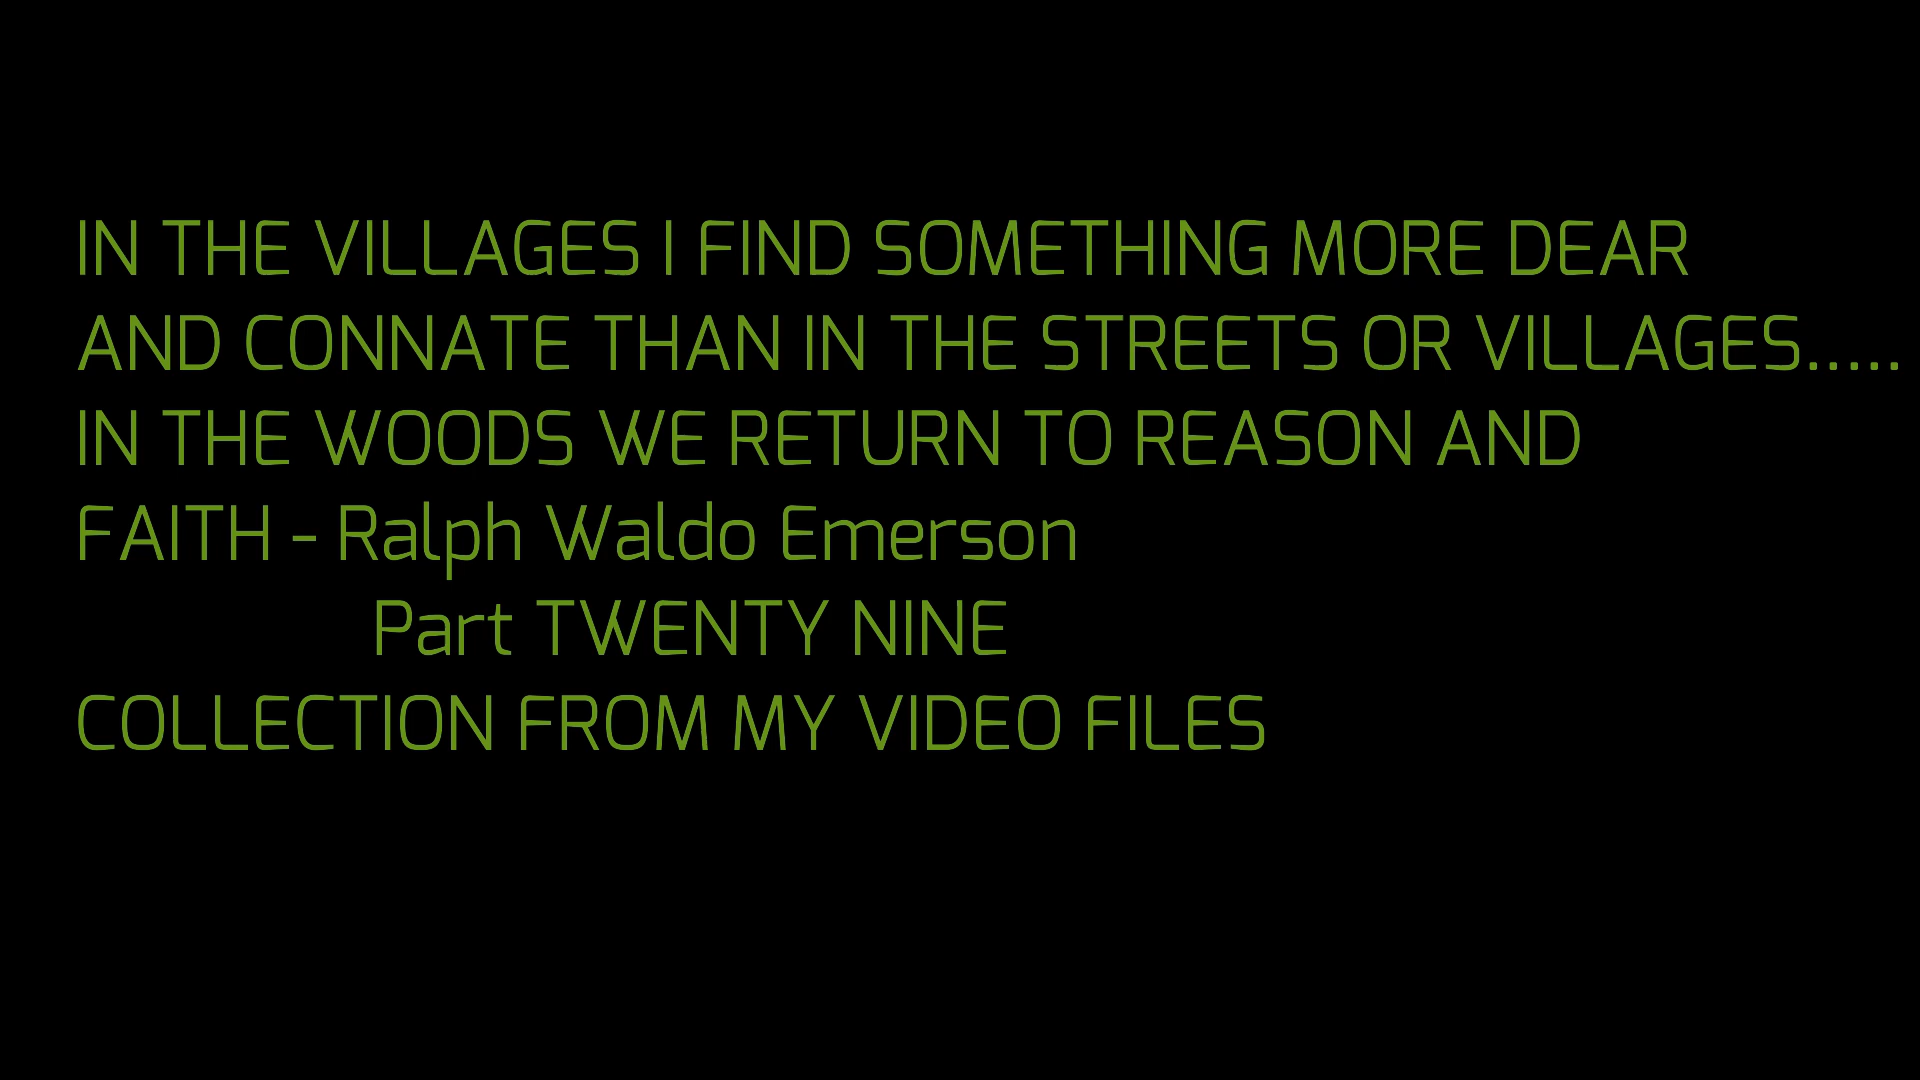 IN THE VILLAGES I FIND SOMETHING MORE DEAR
AND CONNATE THAN IN THE STREETS OR VILLAGES.....
IN THE WOODS WE RETURN TO REASON AND
FAITH - Ralph Waldo Emerson
Part TWENTY NINE
COLLECTION FROM MY VIDEO FILES